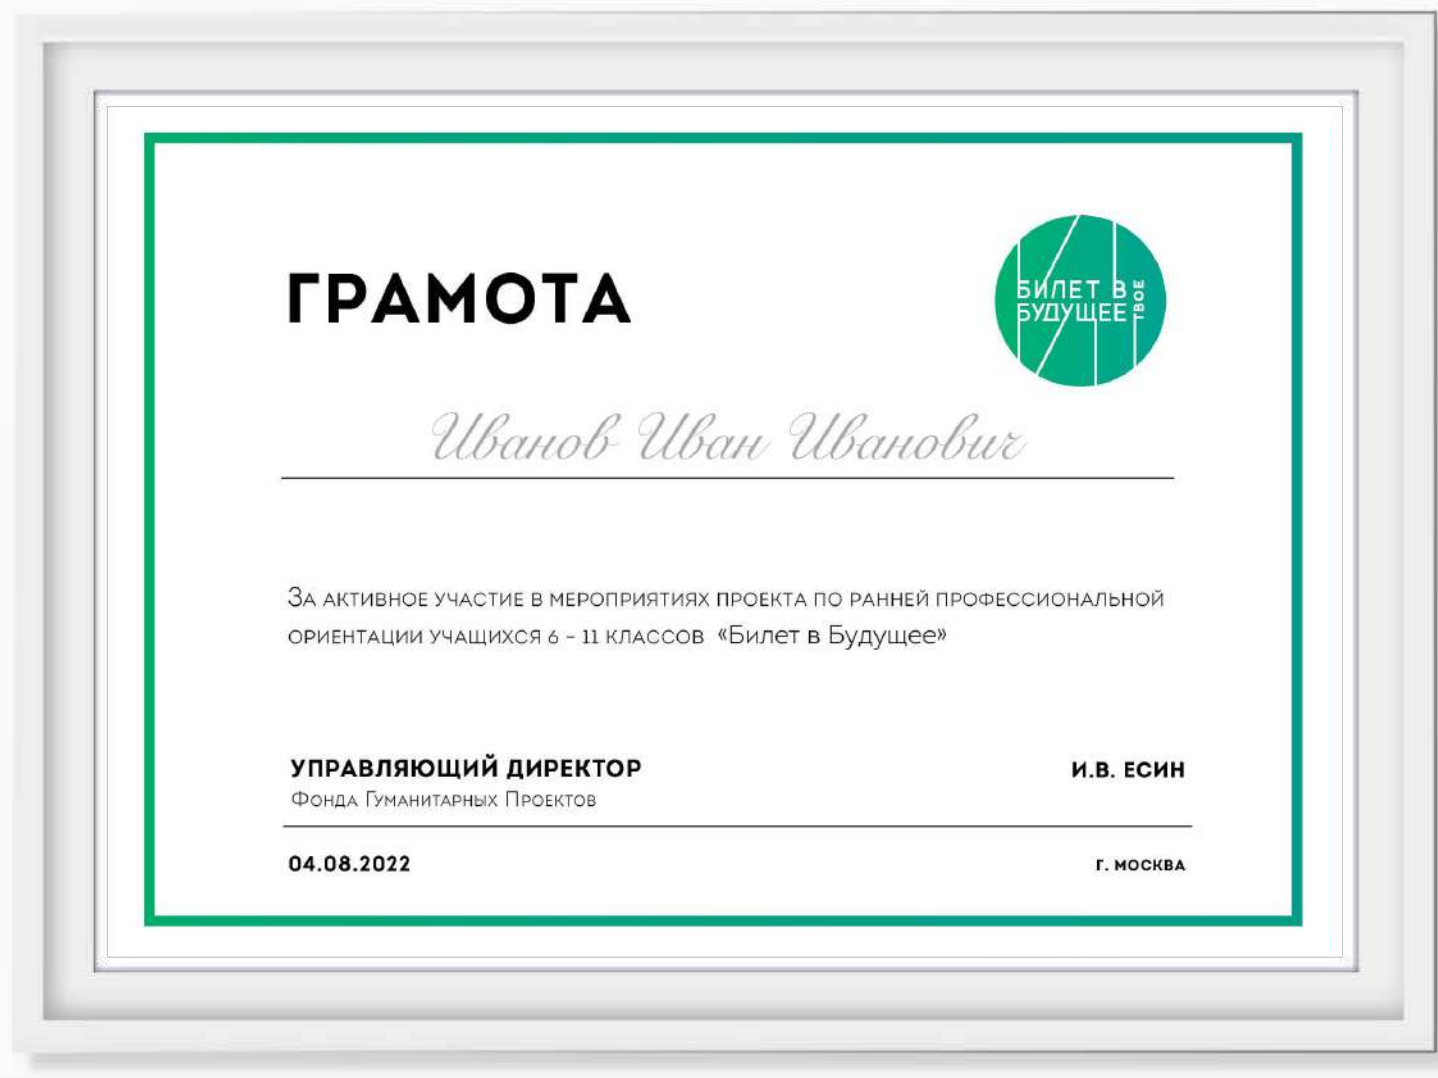 ГРАМОТА
БИЛЕТ В
БУДУЩЕЕ
ТВОЕ
Иванов Иван Иванович
За активное участие в мероприятиях проекта по ранней профессиональной
ориентации учащихся 6 - 11 классов «Билет в Будущее»
УПРАВЛЯЮЩИЙ ДИРЕКТОР
И.В. ЕСИН
Фонда Гуманитарных Проектов
04.08.2022
Г. МОСКВА